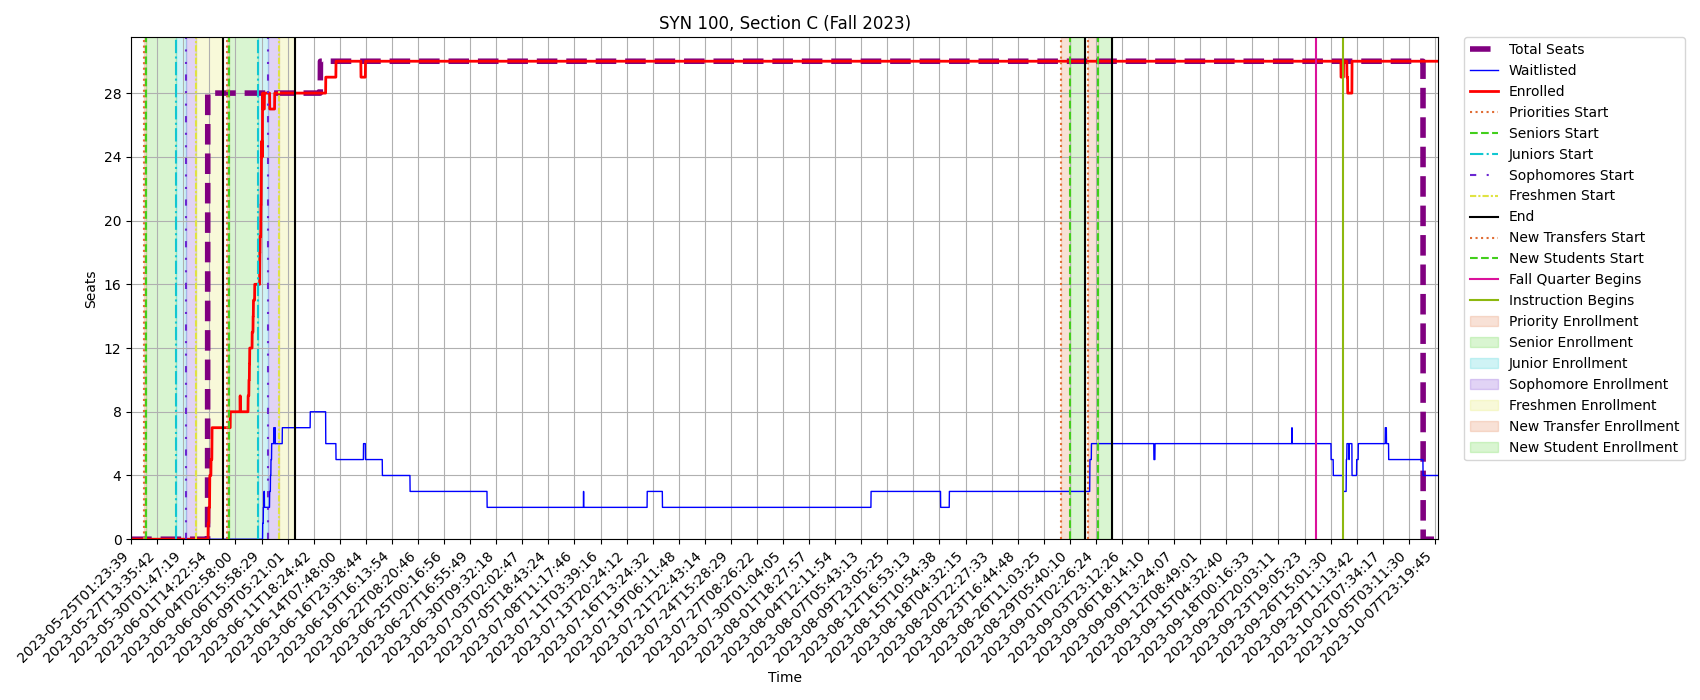 SYN 100, Section C (Fall 2023)
Seats
28
24
20
16
12
8
4
0
2023-05-25T01:23:39
2023-05-27T13:35:42
2023-05-30T01:47:19
2023-06-01T14:22:54
2023-06-04T02:58:00
2023-06-06T15:58:29
2023-06-09T05:21:01
2023-06-11T18:24:42
2023-06-14T07:48:00
2023-06-16T23:38:44
2023-06-19T16:13:54
2023-06-22T08:20:46
2023-06-25T00:16:56
2023-06-27T16:55:49
2023-06-30T09:32:18
2023-07-03T02:02:47
2023-07-05T18:43:24
2023-07-08T11:17:46
2023-07-11T03:39:16
2023-07-13T20:24:12
2023-07-16T13:24:32
2023-07-19T06:11:48
2023-07-21T22:43:14
2023-07-24T15:28:29
2023-07-27T08:26:22
2023-07-30T01:04:05
2023-08-01T18:27:57
2023-08-04T12:11:54
2023-08-07T05:43:13
2023-08-09T23:05:25
2023-08-12T16:53:13
2023-08-15T10:54:38
2023-08-18T04:32:15
2023-08-20T22:27:33
2023-08-23T16:44:48
2023-08-26T11:03:25
2023-08-29T05:40:10
2023-09-01T02:26:24
2023-09-03T23:12:26
2023-09-06T18:14:10
2023-09-09T13:24:07
2023-09-12T08:49:01
2023-09-15T04:32:40
2023-09-18T00:16:33
2023-09-20T20:03:11
2023-09-23T19:05:23
2023-09-26T15:01:30
2023-09-29T11:13:42
2023-10-02T07:34:17
2023-10-05T03:11:30
2023-10-07T23:19:45
Time
Total Seats
Waitlisted
Enrolled
Priorities Start
Seniors Start
Juniors Start
Sophomores Start
Freshmen Start
End
New Transfers Start
New Students Start
Fall Quarter Begins
Instruction Begins
Priority Enrollment
Senior Enrollment
Junior Enrollment
Sophomore Enrollment
Freshmen Enrollment
New Transfer Enrollment
New Student Enrollment